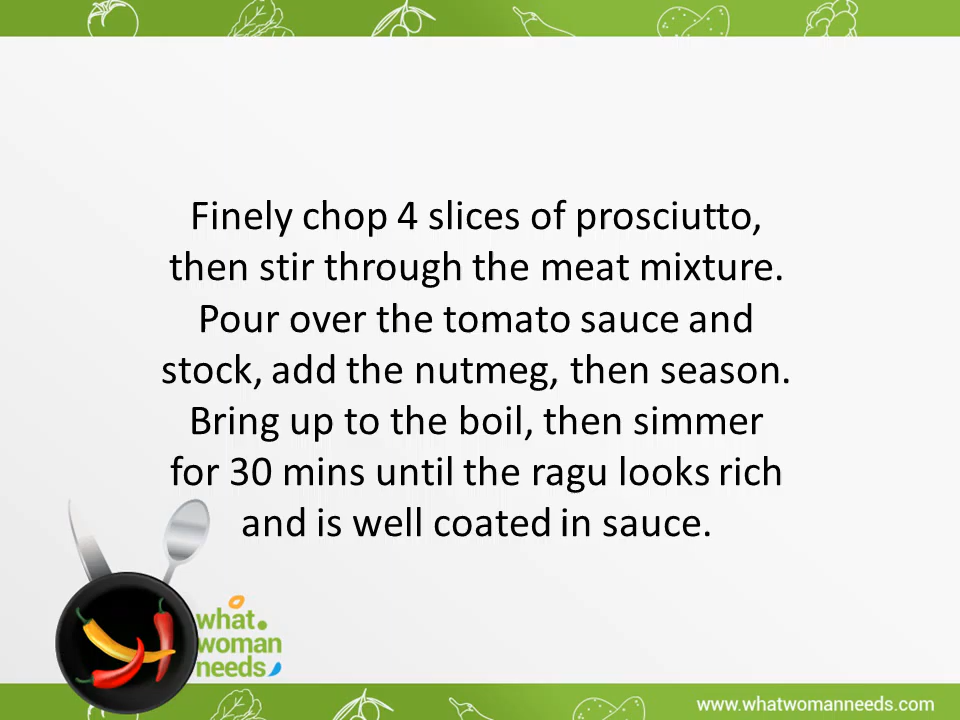 Finely chop 4 slices of prosciutto,
then stir through the meat mixture.
Pour over the tomato sauce and
stock, add the nutmeg, then season.
Bring up to the boil, then simmer
for 30 mins until the ragu looks rich
and is well coated in sauce.
what.
woman
needs
www.whatwomanneeds.com